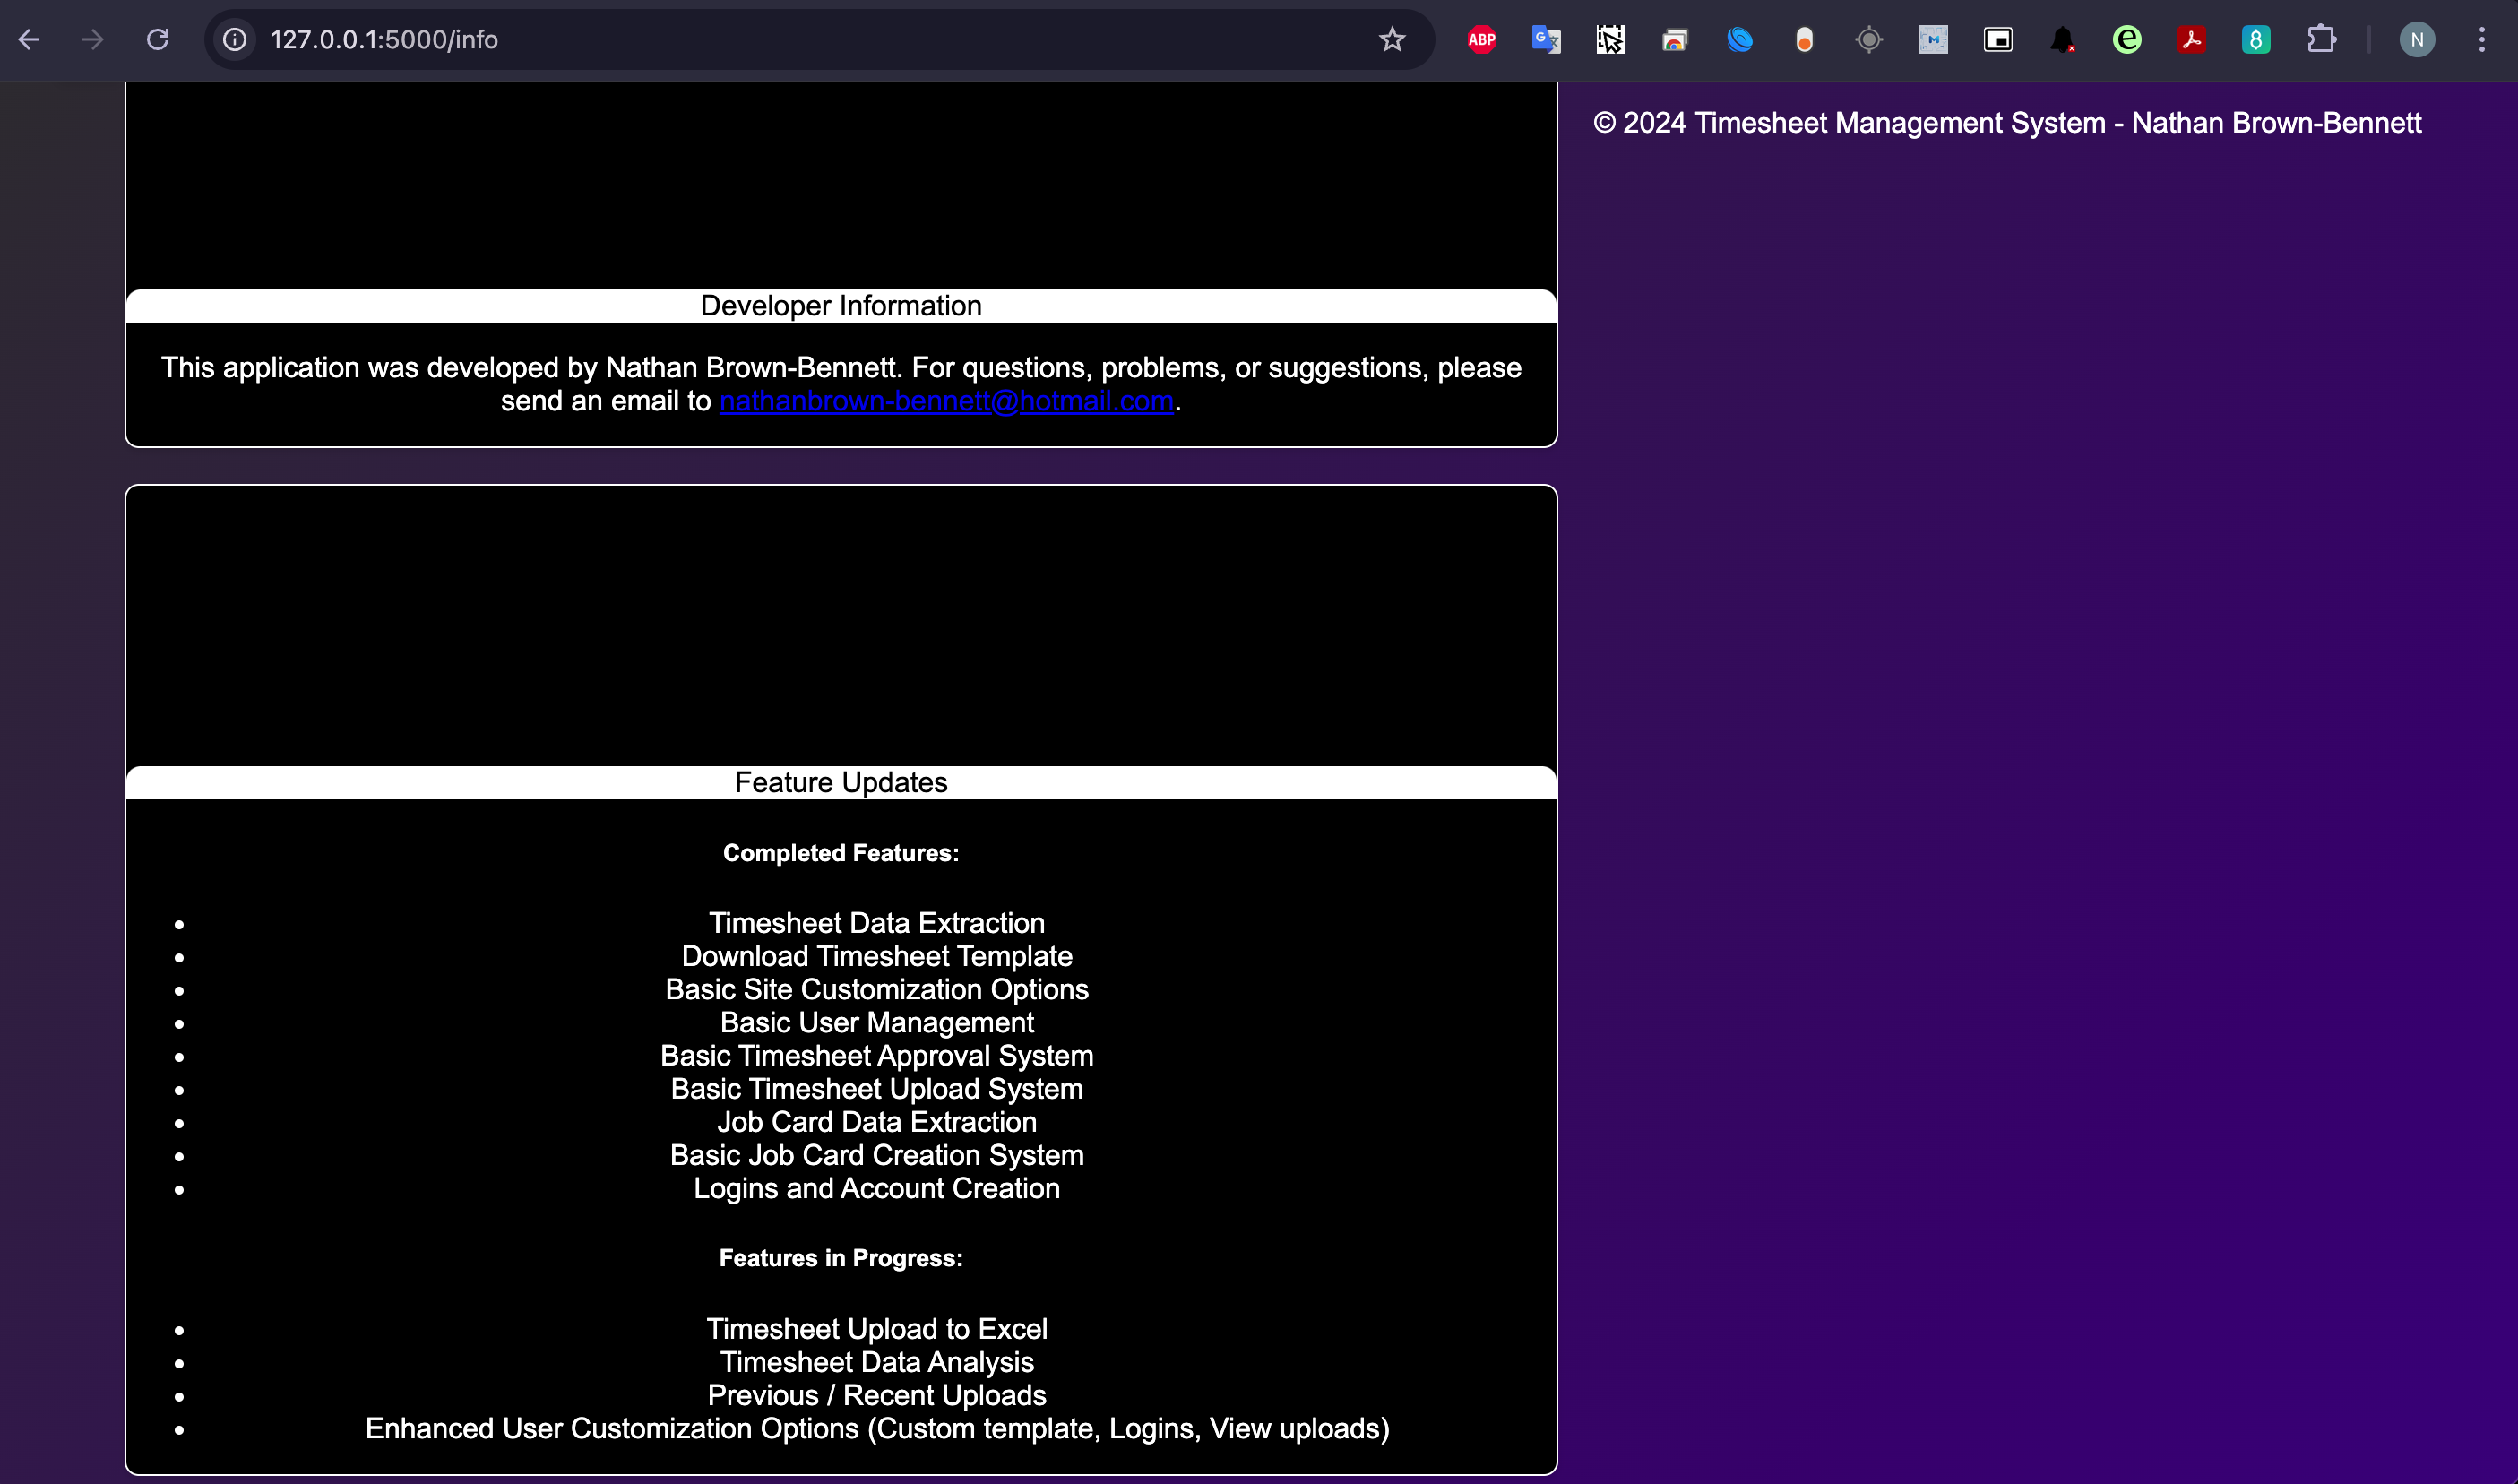 127.0.0.1:5000/info
ABP
G
M
e
8
N
© 2024 Timesheet Management System - Nathan Brown-Bennett
Developer Information
This application was developed by Nathan Brown-Bennett. For questions, problems, or suggestions, please
send an email to nathanbrown-bennett@hotmail.com.
Feature Updates
Completed Features:
• Timesheet Data Extraction
• Download Timesheet Template
• Basic Site Customization Options
• Basic User Management
• Basic Timesheet Approval System
• Basic Timesheet Upload System
• Job Card Data Extraction
• Basic Job Card Creation System
• Logins and Account Creation
Features in Progress:
• Timesheet Upload to Excel
• Timesheet Data Analysis
• Previous / Recent Uploads
• Enhanced User Customization Options (Custom template, Logins, View uploads)